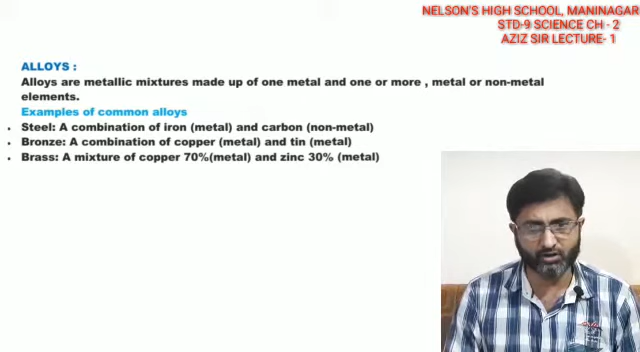 NELSON'S HIGH SCHOOL, MANINAGAR
STD-9 SCIENCE CH - 2
AZIZ SIR LECTURE- 1
ALLOYS :
Alloys are metallic mixtures made up of one metal and one or more , metal or non-metal
elements.
Examples of common alloys
• Steel: A combination of iron (metal) and carbon (non-metal)
• Bronze: A combination of copper (metal) and tin (metal)
• Brass: A mixture of copper 70%(metal) and zinc 30% (metal)